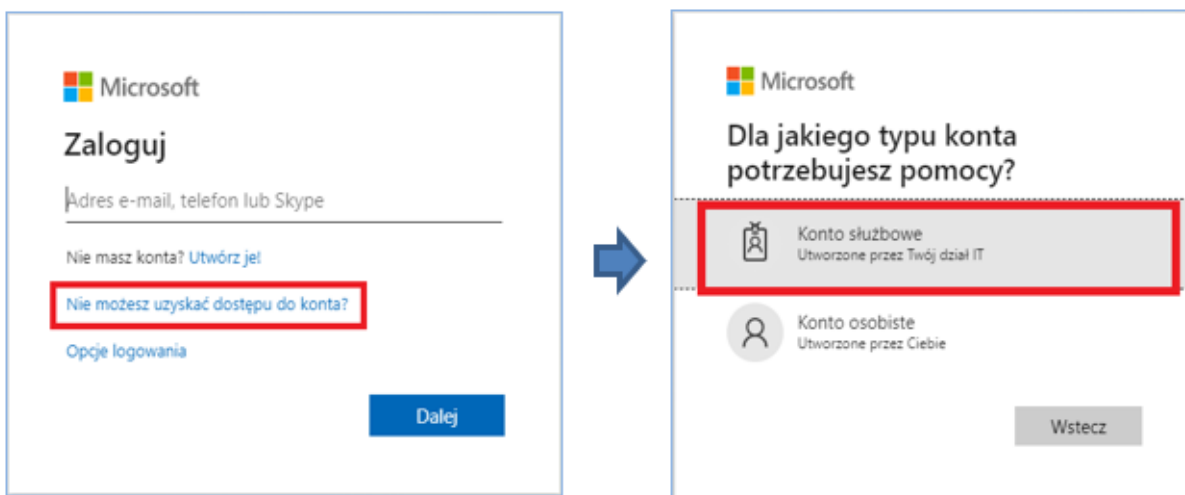 Microsoft
Zaloguj
Adres e-mail, telefon lub Skype
Nie masz konta? Utwórz je!
Nie możesz uzyskać dostępu do konta?
Opcje logowania
Dalej
Microsoft
Dla jakiego typu konta
potrzebujesz pomocy?
Konto służbowe
Utworzone przez Twój dział IT
Konto osobiste
Utworzone przez Ciebie
Wstecz